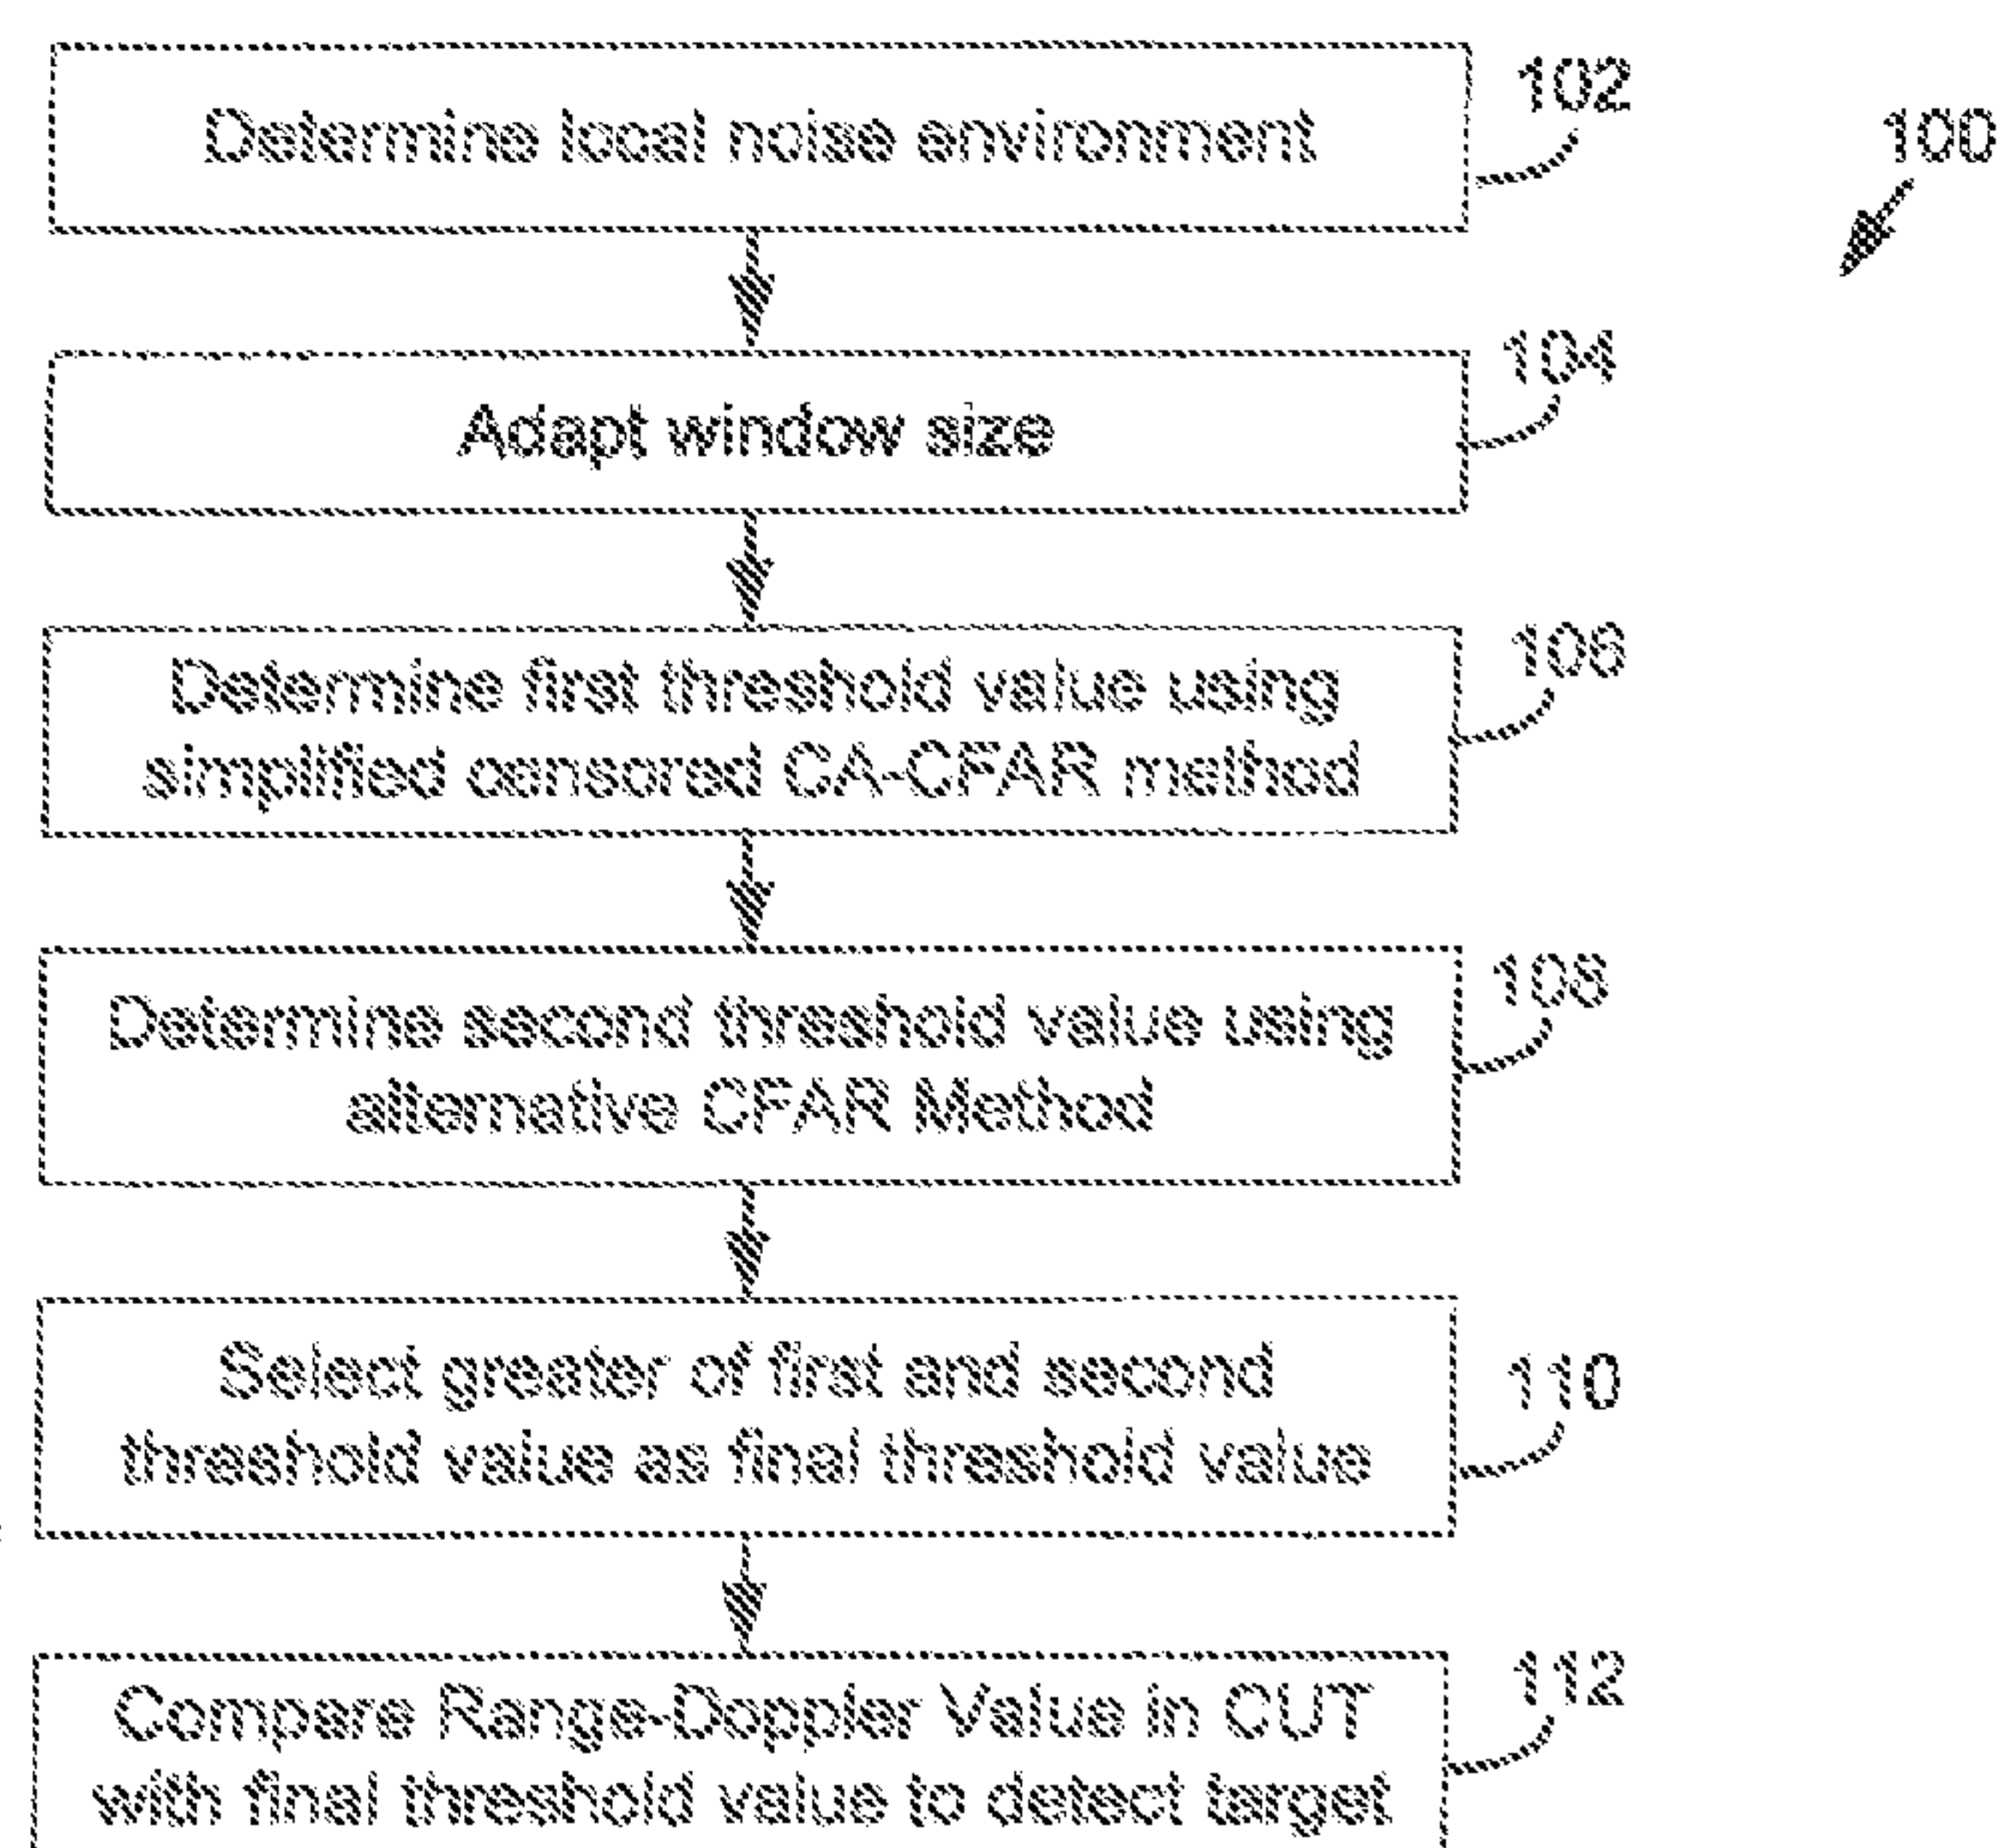 Determine local noise environment
102
100
Adapt window size
104
Determine first threshold value using
simplified censored CA-CFAR method
106
Determine second threshold value using
alternative CFAR Method
108
Select greater of first and second
threshold value as final threshold value
110
Compare Range-Doppler Value in CUT
with final threshold value to detect target
112